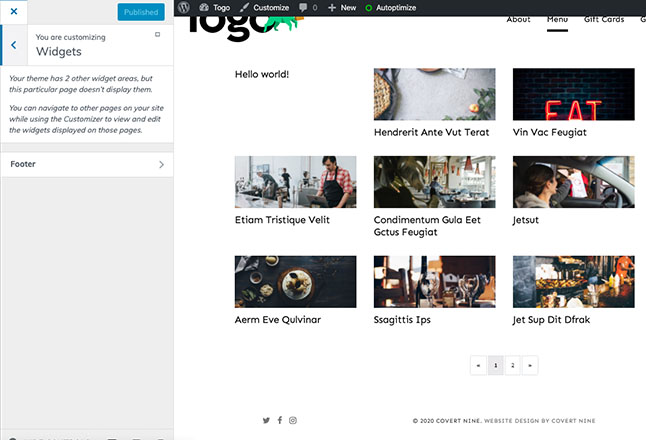 Published
Togo
Customize
0
New
Autoptimize
You are customizing
Widgets
Your theme has 2 other widget areas, but
this particular page doesn't display them.
You can navigate to other pages on your site
while using the Customizer to view and edit
the widgets displayed on those pages.
Footer
Togo
About
Menu
Gift Cards
G
Hello world!
EAT
Hendrerit Ante Vut Terat
Vin Vac Feugiat
Etiam Tristique Velit
Condimentum Gula Eet
Gctus Feugiat
Jetsut
Aerm Eve Qulvinar
Ssagittis Ips
Jet Sup Dit Dfrak
« 1 2 »
© 2020 COVERT NINE. WEBSITE DESIGN BY COVERT NINE